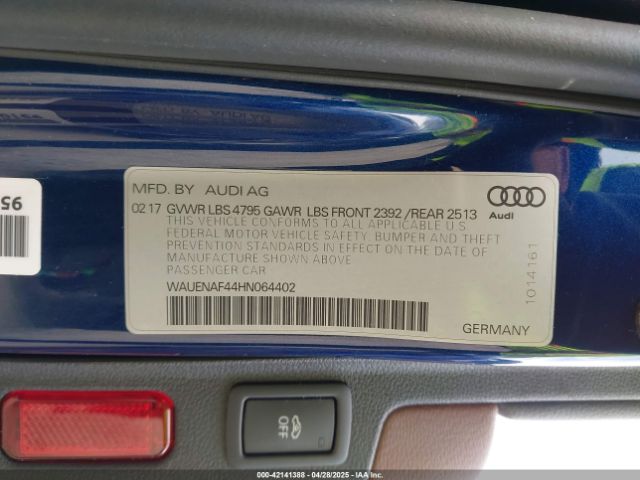 MFD. BY AUDI AG
02 17 GVWR LBS 4795 GAWR LBS FRONT 2392 /REAR 2513
THIS VEHICLE CONFORMS TO ALL APPLICABLE U S
FEDERAL MOTOR VEHICLE SAFETY, BUMPER AND THEFT
PREVENTION STANDARDS IN EFFECT ON THE DATE OF
MANUFACTURE SHOWN ABOVE
PASSENGER CAR
WAUENAF44HN064402
GERMANY
Audi
1014161
95
OFF
000-42141388 - 04/28/2025 - IAAI.com